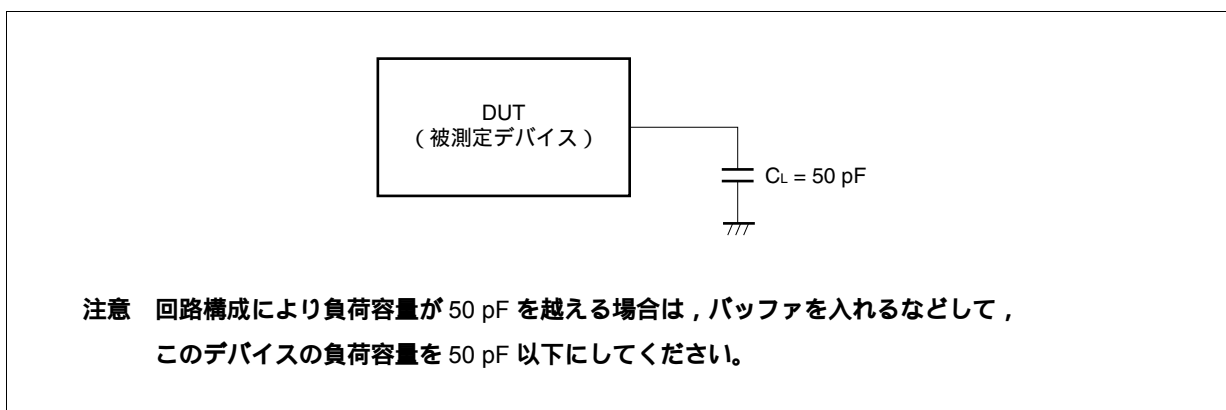 DUT
(被測定デバイス)
CL = 50 pF
注意 回路構成により負荷容量が 50 pF を越える場合は,バッファを入れるなどして,
このデバイスの負荷容量を 50 pF 以下にしてください。